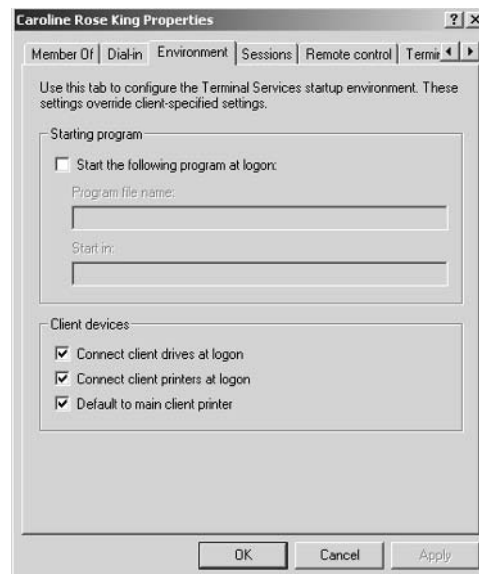 Caroline Rose King Properties
Member Of Dial-in Environment Sessions Remote control
Use this tab to configure the Terminal Services startup environment. These
settings override client-specified settings.
Starting program
Start the following program at logon:
Program file name:
Start in:
Client devices
Connect client drives at logon
Connect client printers at logon
Default to main client printer
OK Cancel Apply